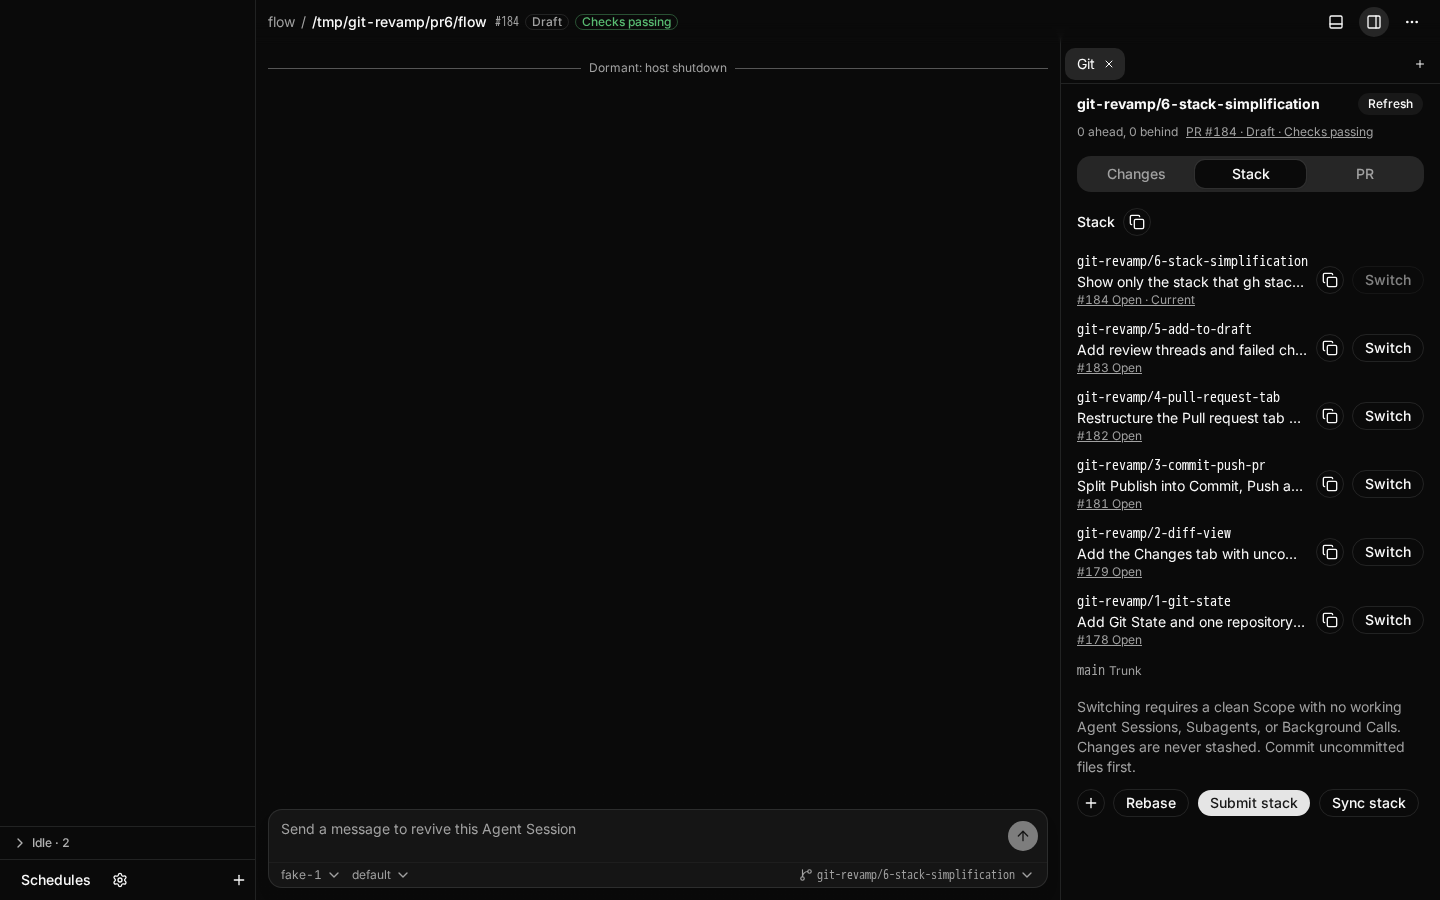 flow / /tmp/git-revamp/pr6/flow #184 Draft Checks passing
Dormant: host shutdown
Send a message to revive this Agent Session
fake-1 default git-revamp/6-stack-simplification
Idle · 2
Schedules
Git
git-revamp/6-stack-simplification Refresh
0 ahead, 0 behind PR #184 · Draft · Checks passing
Changes Stack PR
Stack
git-revamp/6-stack-simplification
Show only the stack that gh stac... Switch
#184 Open · Current
git-revamp/5-add-to-draft
Add review threads and failed ch... Switch
#183 Open
git-revamp/4-pull-request-tab
Restructure the Pull request tab ... Switch
#182 Open
git-revamp/3-commit-push-pr
Split Publish into Commit, Push a... Switch
#181 Open
git-revamp/2-diff-view
Add the Changes tab with unco... Switch
#179 Open
git-revamp/1-git-state
Add Git State and one repository... Switch
#178 Open
main Trunk
Switching requires a clean Scope with no working
Agent Sessions, Subagents, or Background Calls.
Changes are never stashed. Commit uncommitted
files first.
Rebase Submit stack Sync stack